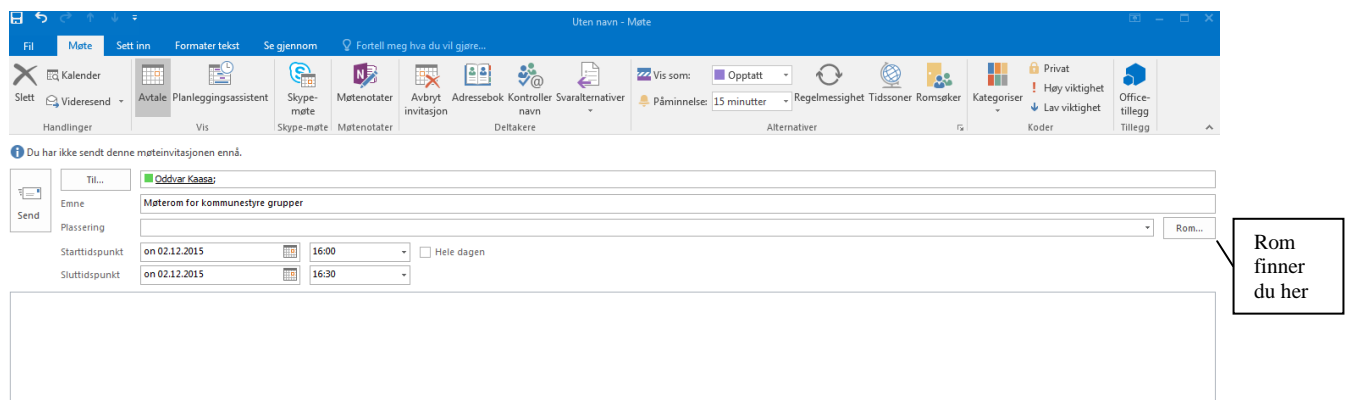 Uten navn - Møte
Fil Møte Sett inn Formater tekst Se gjennom Fortell meg hva du vil gjøre...
Slett
Kalender
Videresend
Handlinger
Avtale Planleggingsassistent
Vis
Skype-
møte
Skype-møte
N
Møtenotater
Møtenotater
Avbryt
invitasjon
Adressebok
Kontroller
navn
Svaralternativer
Deltakere
Vis som: Opptatt
Påminnelse: 15 minutter
Regelmessighet Tidssoner Romsøker
Alternativer
Kategoriser
Privat
Høy viktighet
Lav viktighet
Koder
Office-
tillegg
Tillegg
Du har ikke sendt denne møteinvitasjonen ennå.
Send
Til... Oddvar Kaasa;
Emne Møterom for kommunestyre grupper
Plassering Rom...
Starttidspunkt on 02.12.2015 16:00 Hele dagen
Sluttidspunkt on 02.12.2015 16:30
Rom
finner
du her